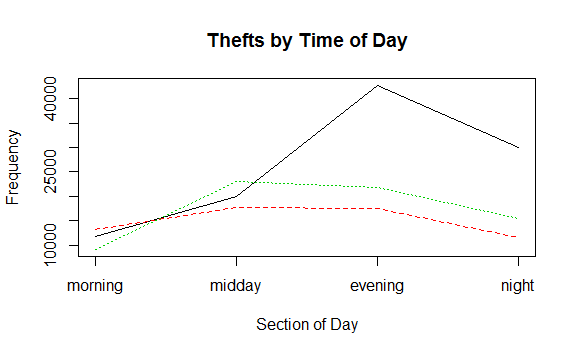 Thefts by Time of Day
Frequency
40000
25000
10000
morning midday evening night
Section of Day